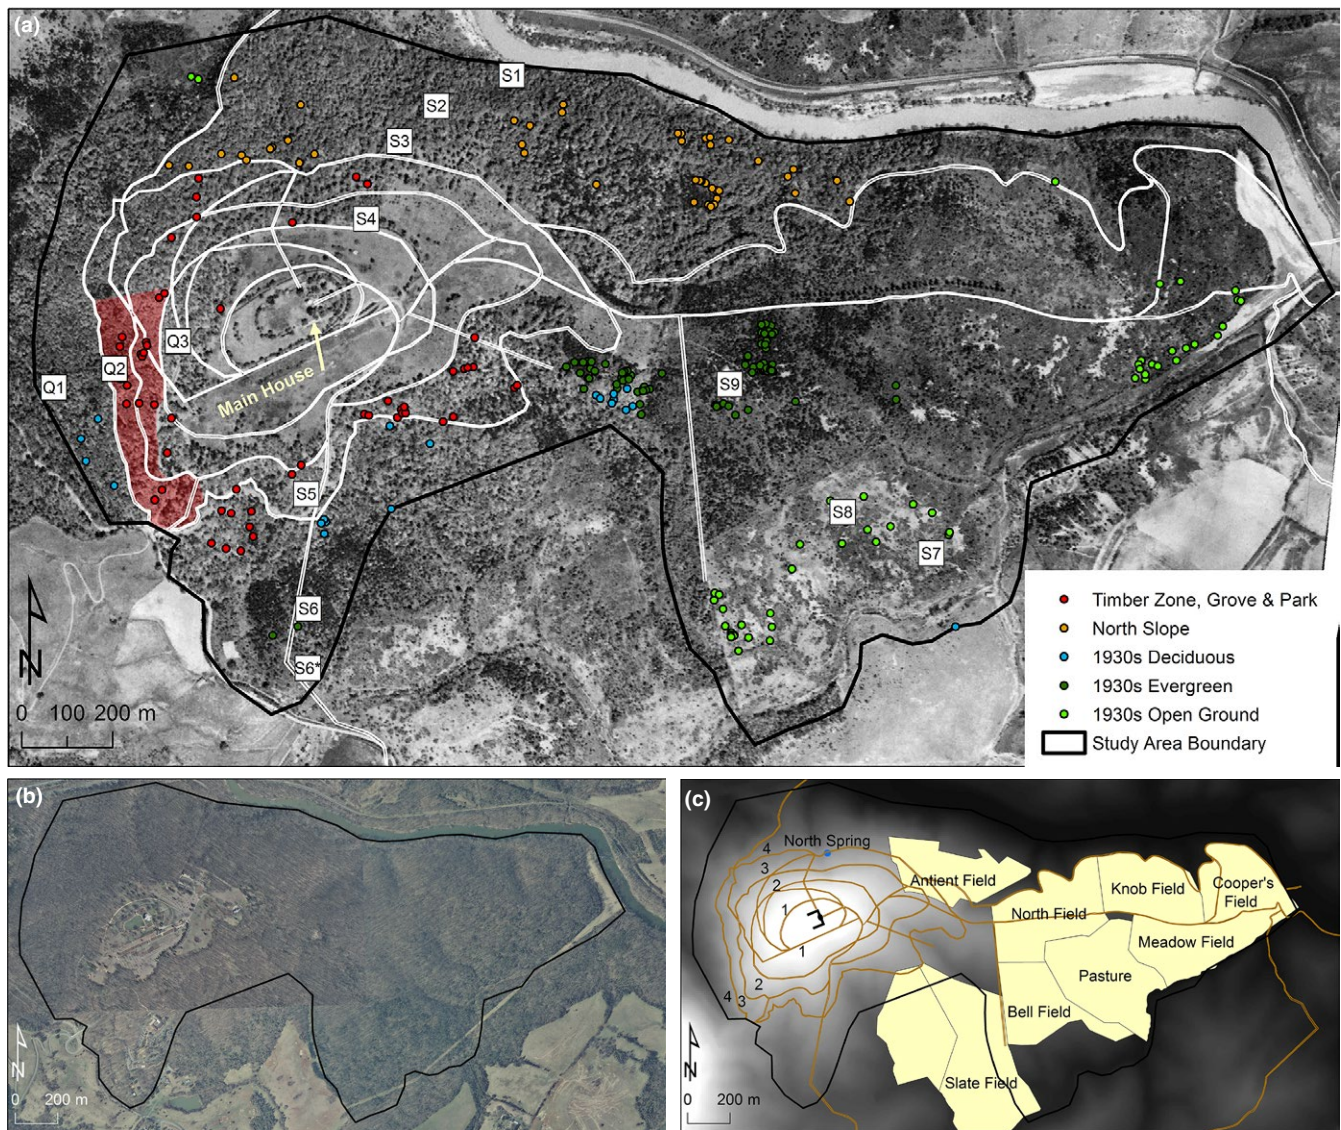 (a)
S1
S2
S3
S4
Q3
Q2
Q1
Main House
S9
S5
S8
S7
S6
S6*
N
0 100 200 m
Timber Zone, Grove & Park
North Slope
1930s Deciduous
1930s Evergreen
1930s Open Ground
Study Area Boundary
(b)
N
0 200 m
(c)
North Spring
4
3
2
1
1
2
3
4
Antient Field
North Field
Knob Field
Cooper's
Field
Meadow Field
Pasture
Bell Field
Slate Field
N
0 200 m